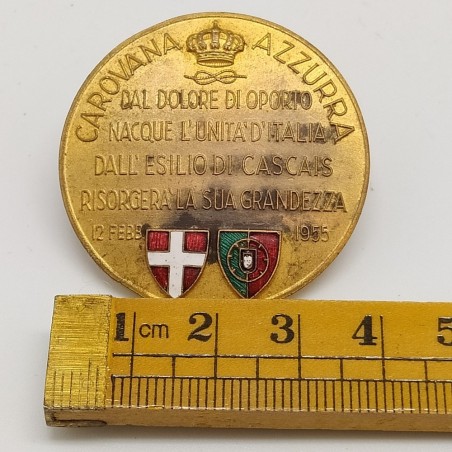 CAROVANA AZZURRA
DAL DOLORE DI OPORTO
NACQUE L'UNITA' D'ITALIA
DALL'ESILIO DI CASCAIS
RISORGERA' LA SUA GRANDEZZA
12 FEBB 1955
1 cm 2 3 4 5